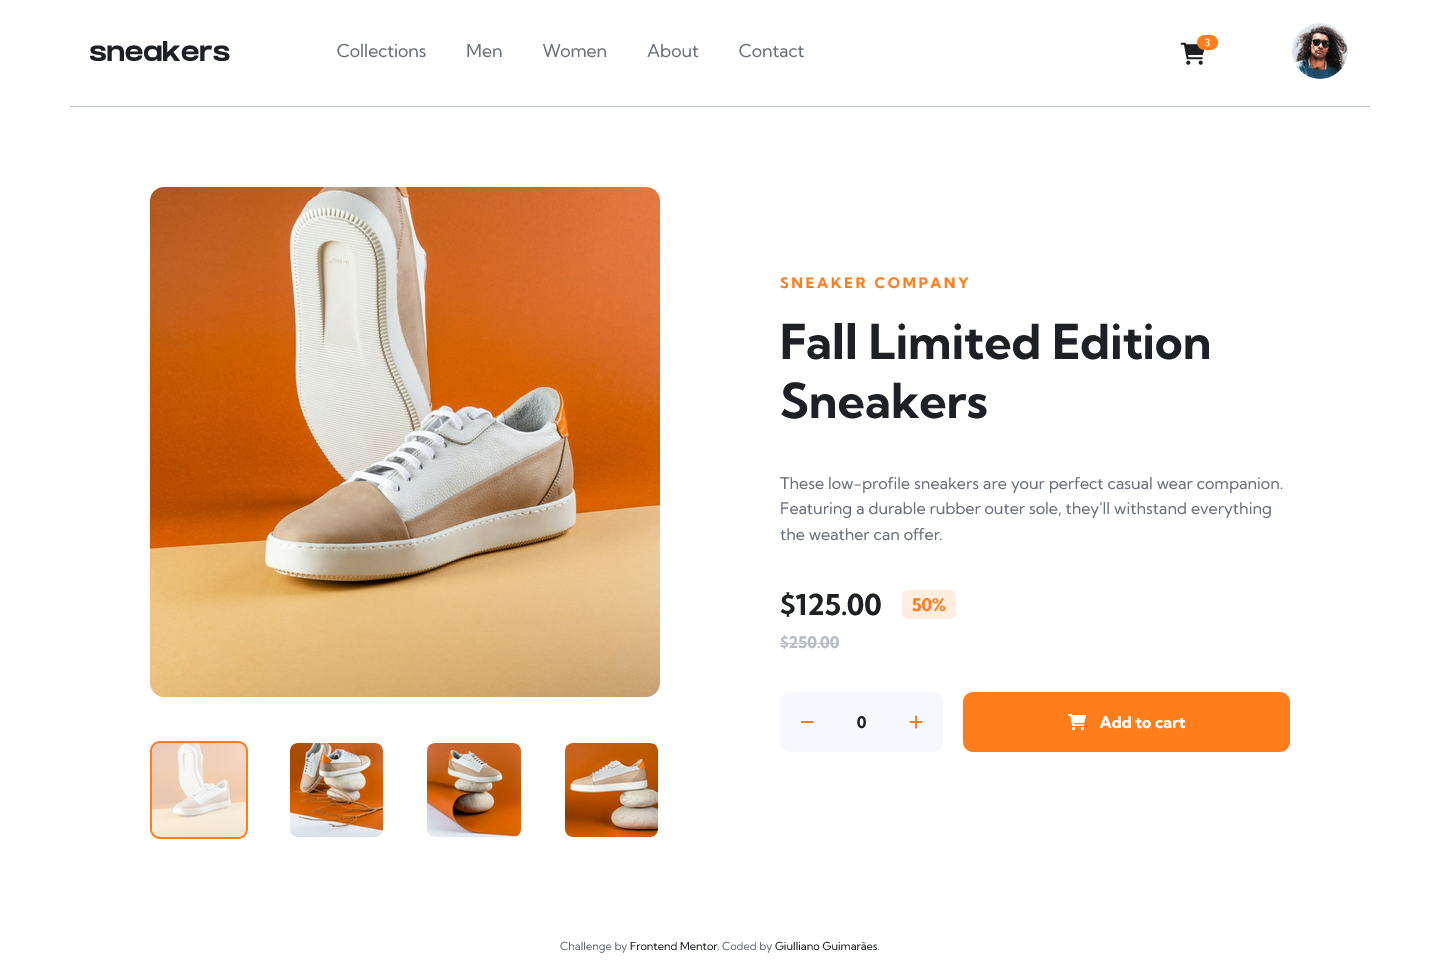 sneakers
Collections Men Women About Contact
3
SNEAKER COMPANY
Fall Limited Edition
Sneakers
These low-profile sneakers are your perfect casual wear companion.
Featuring a durable rubber outer sole, they'll withstand everything
the weather can offer.
$125.00 50%
$250.00
− 0 + Add to cart
Challenge by Frontend Mentor. Coded by Giulliano Guimarães.